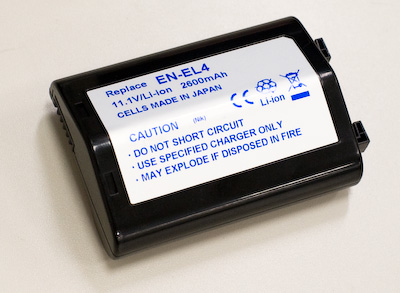 Replace EN-EL4
11.1V/Li-ion 2600mAh
CELLS MADE IN JAPAN
Li-ion
CAUTION (Nk)
· DO NOT SHORT CIRCUIT
· USE SPECIFIED CHARGER ONLY
· MAY EXPLODE IF DISPOSED IN FIRE